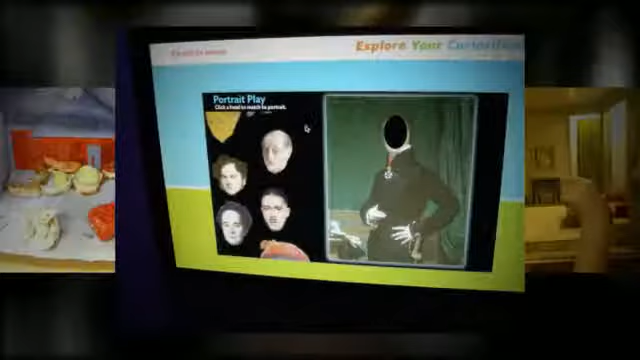 Explore Your Curiosities
Portrait Play
Click a head to match its portrait.